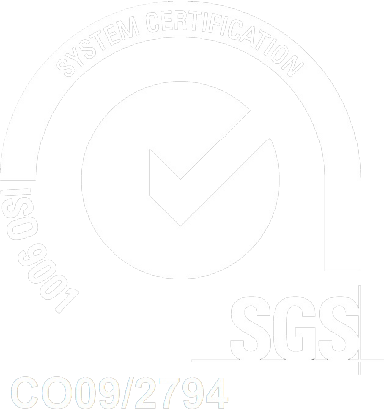 SYSTEM CERTIFICATION
ISO 9001
SGS
CO09/2794